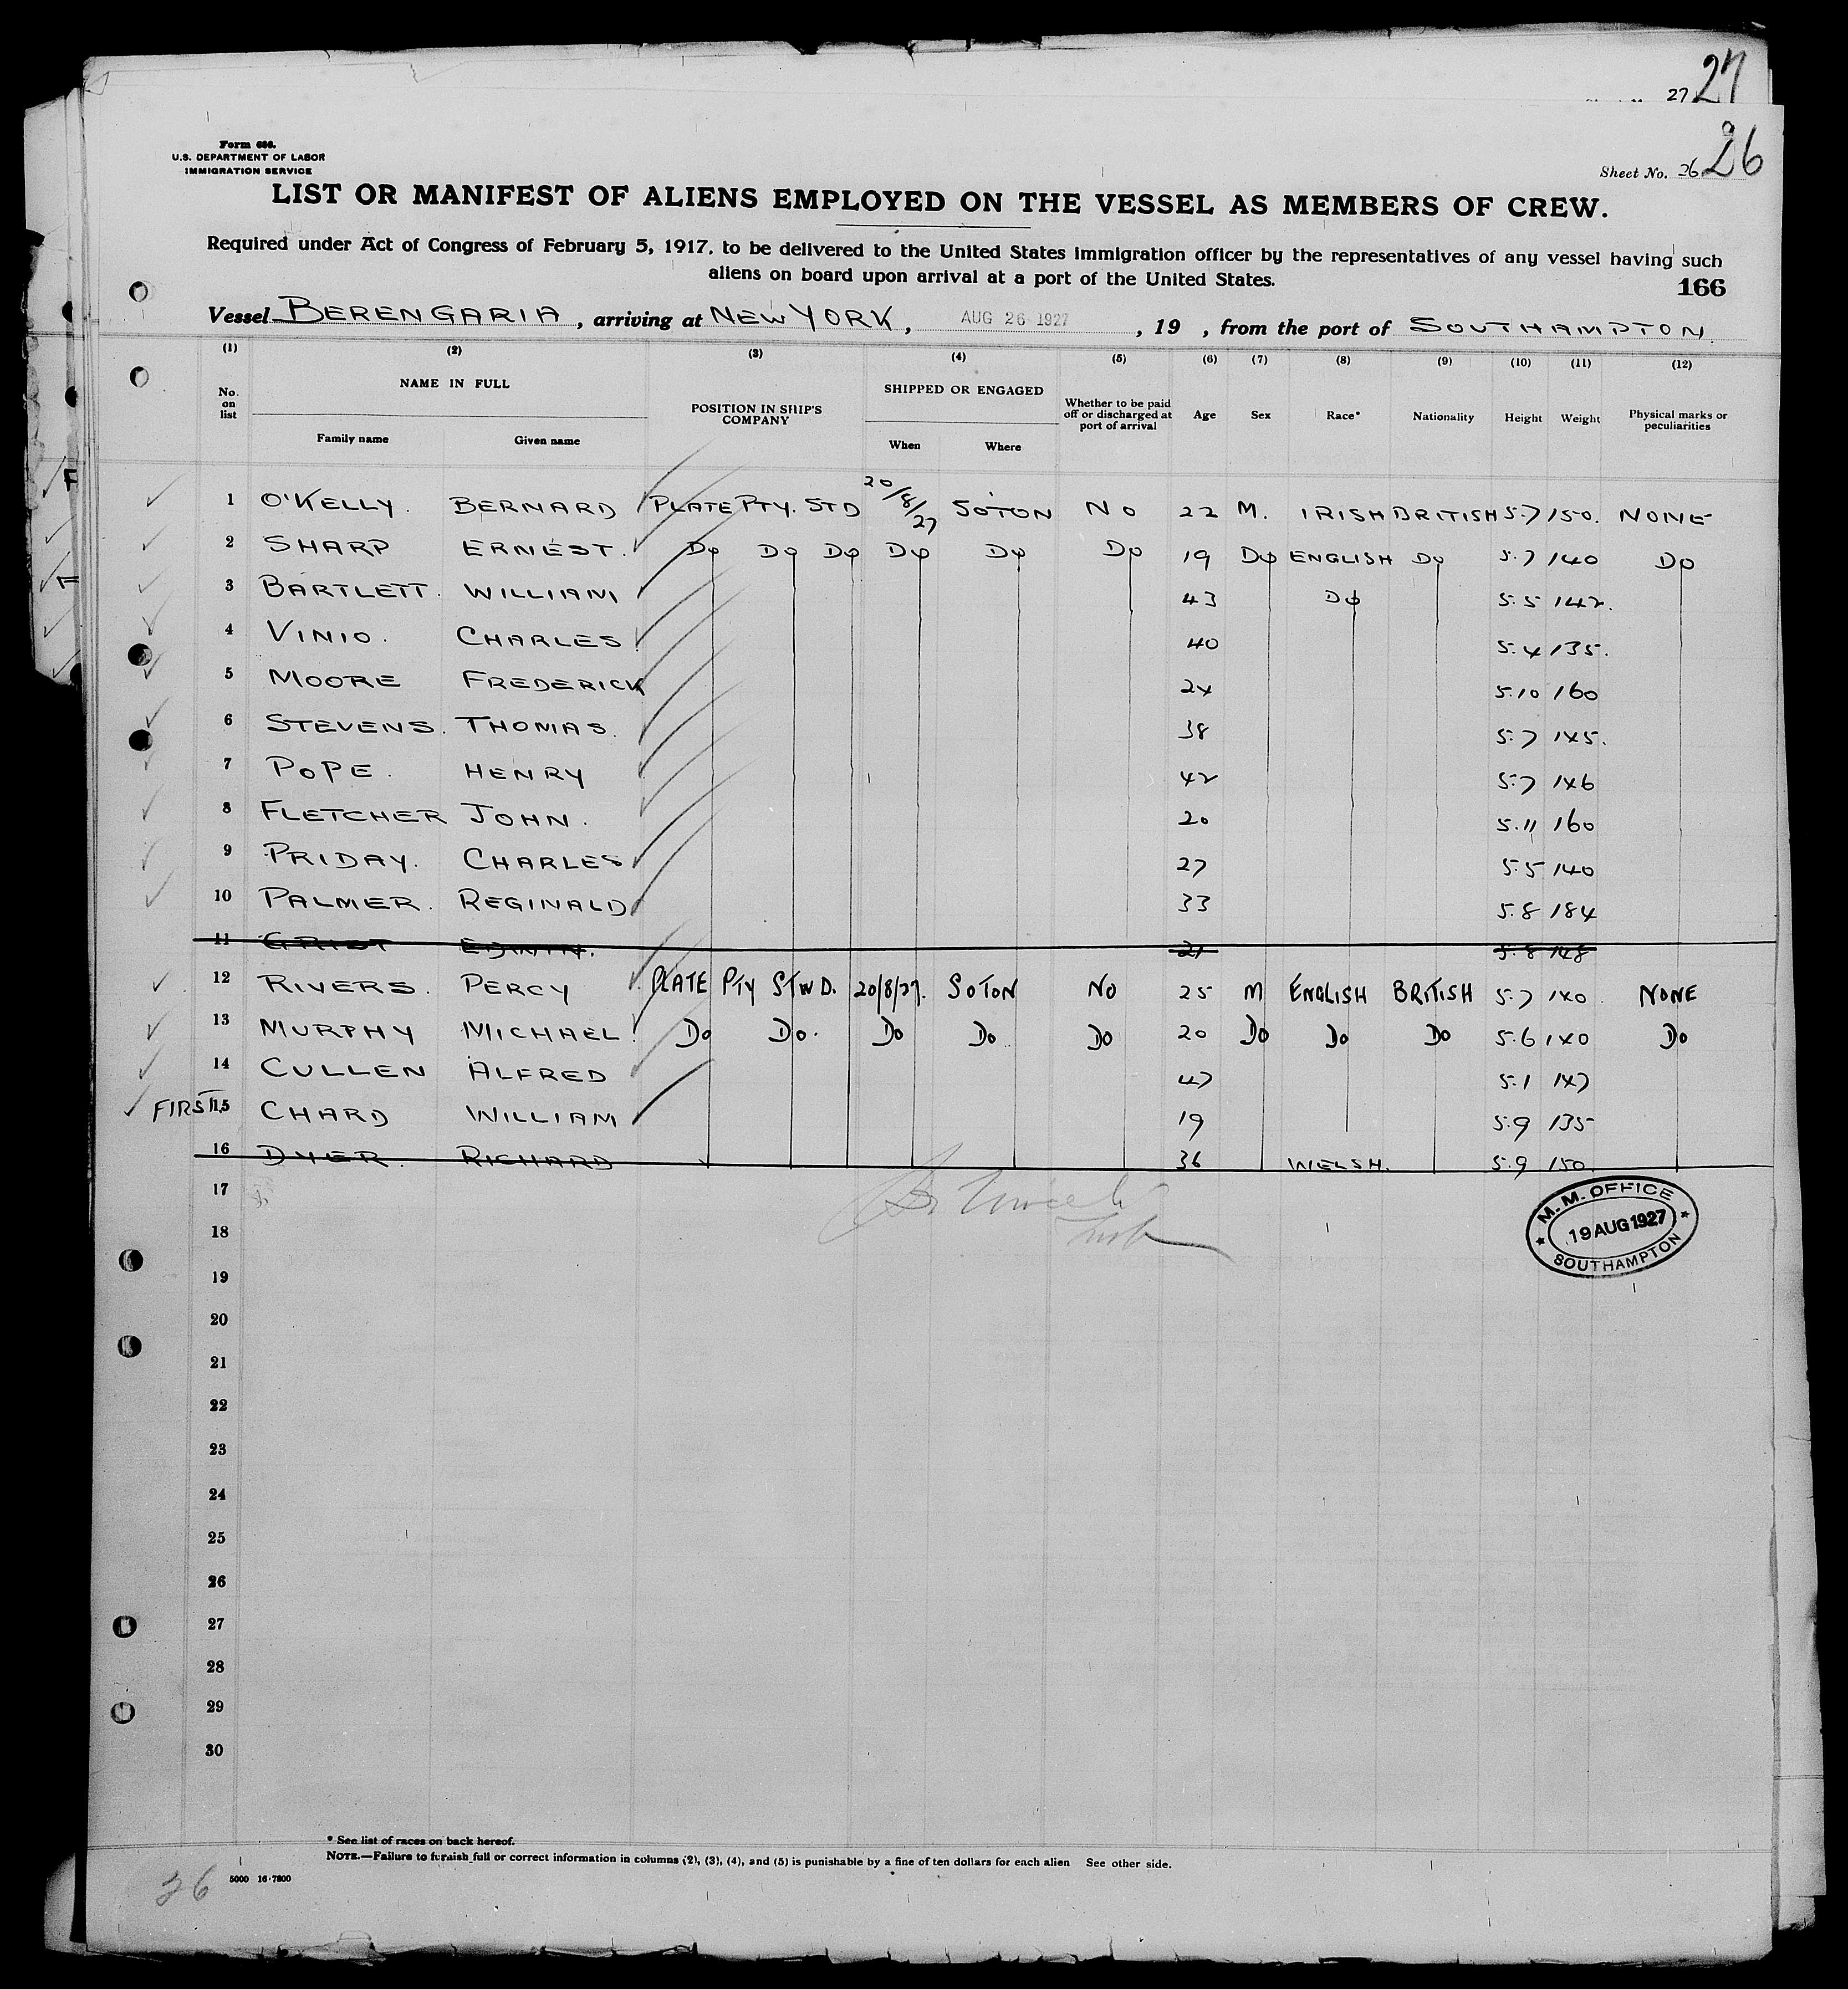 27 27
26
Form 686.
U.S. DEPARTMENT OF LABOR
IMMIGRATION SERVICE
Sheet No. 26
LIST OR MANIFEST OF ALIENS EMPLOYED ON THE VESSEL AS MEMBERS OF CREW.
Required under Act of Congress of February 5, 1917, to be delivered to the United States immigration officer by the representatives of any vessel having such
aliens on board upon arrival at a port of the United States.
166
Vessel BERENGARIA, arriving at NEW YORK, AUG 26 1927, 19 , from the port of SOUTHAMPTON.
(1) (2) (3) (4) (5) (6) (7) (8) (9) (10) (11) (12)
No. on list NAME IN FULL Family name Given name POSITION IN SHIP'S COMPANY SHIPPED OR ENGAGED When Where Whether to be paid off or discharged at port of arrival Age Sex Race* Nationality Height Weight Physical marks or peculiarities
1 O'KELLY. BERNARD PLATE PTY. STD 20/8/27 SOTON NO 22 M. IRISH BRITISH 5.7 150. NONE
2 SHARP ERNEST. Do Do Do Do Do Do 19 Do ENGLISH Do 5.7 140 Do
3 BARTLETT. WILLIAM 43 Do 5.5 142.
4 VINIO. CHARLES. 40 5.4 135.
5 MOORE FREDERICK 24 5.10 160
6 STEVENS. THOMAS. 38 5.7 145.
7 POPE. HENRY 42 5.7 146
8 FLETCHER JOHN. 20 5.11 160
9 PRIDAY. CHARLES 27 5.5 140
10 PALMER. REGINALD 33 5.8 184
11 EDWIN. 21 5.8 148
12 RIVERS. PERCY PLATE PTY STWD. 20/8/27. SOTON NO 25 M ENGLISH BRITISH 5.7 140. NONE
13 MURPHY MICHAEL. Do Do. Do Do Do 20 Do Do Do 5.6 140 Do
14 CULLEN ALFRED 47 5.1 147
FIRST 15 CHARD WILLIAM 19 5.9 135
16 DYER. RICHARD 36 WELSH. 5.9 150.
17
18
M. M. OFFICE
19 AUG 1927
SOUTHAMPTON
19
20
21
22
23
24
25
26
27
28
29
30
* See list of races on back hereof.
NOTE.—Failure to furnish full or correct information in columns (2), (3), (4), and (5) is punishable by a fine of ten dollars for each alien See other side.
26 5000 16-7800